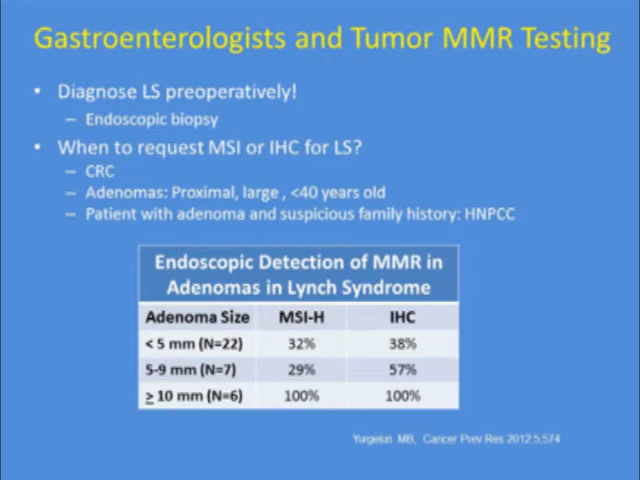 Gastroenterologists and Tumor MMR Testing
• Diagnose LS preoperatively!
– Endoscopic biopsy
• When to request MSI or IHC for LS?
– CRC
– Adenomas: Proximal, large , <40 years old
– Patient with adenoma and suspicious family history: HNPCC
Endoscopic Detection of MMR in
Adenomas in Lynch Syndrome
Adenoma Size MSI-H IHC
< 5 mm (N=22) 32% 38%
5-9 mm (N=7) 29% 57%
≥ 10 mm (N=6) 100% 100%
Yurgelun MB, Cancer Prev Res 2012:5,574